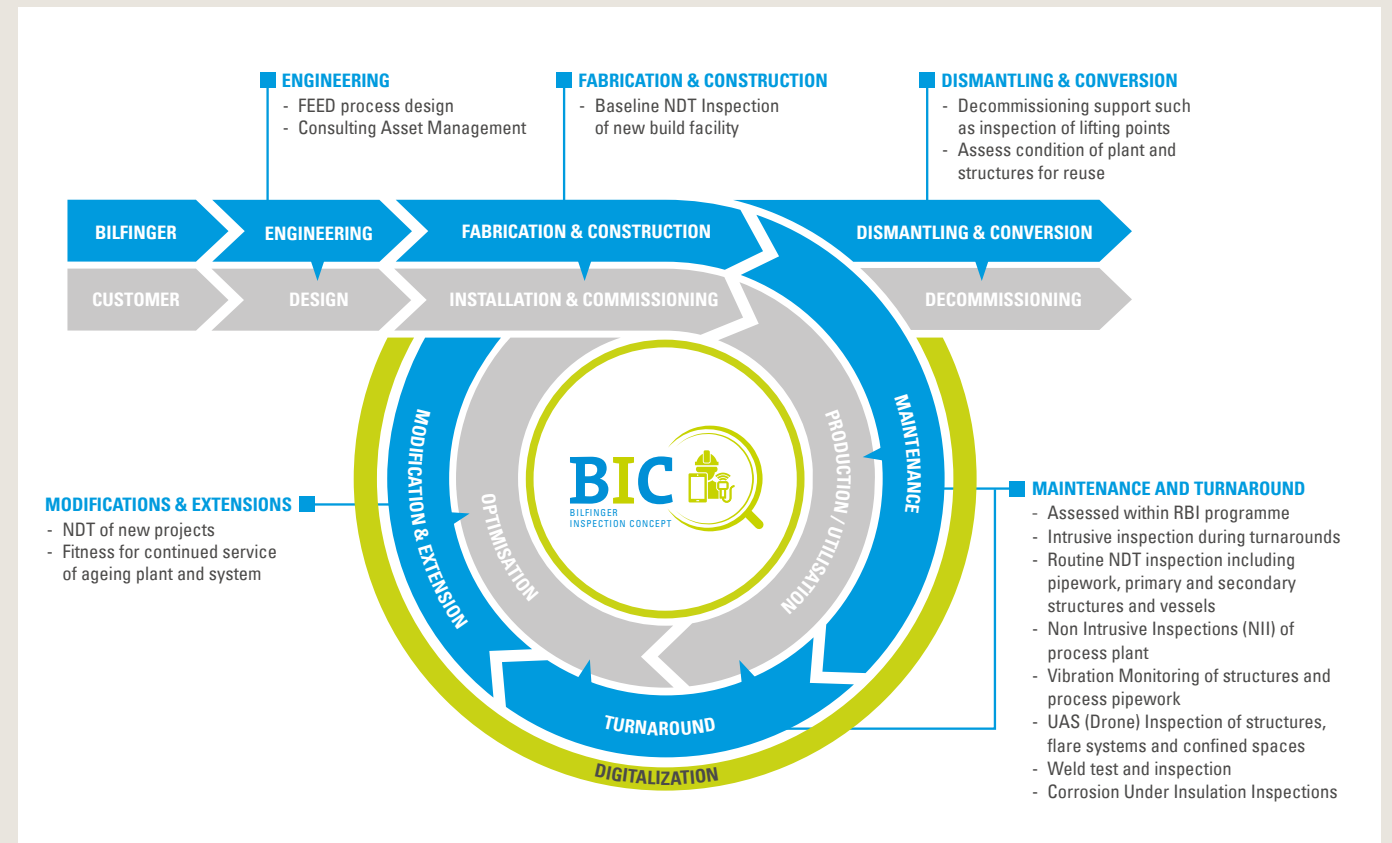 ENGINEERING
- FEED process design
- Consulting Asset Management
FABRICATION & CONSTRUCTION
- Baseline NDT Inspection
of new build facility
DISMANTLING & CONVERSION
- Decommissioning support such
as inspection of lifting points
- Assess condition of plant and
structures for reuse
BILFINGER
ENGINEERING
FABRICATION & CONSTRUCTION
DISMANTLING & CONVERSION
CUSTOMER
DESIGN
INSTALLATION & COMMISSIONING
DECOMMISSIONING
MAINTENANCE
PRODUCTION / UTILISATION
MODIFICATION & EXTENSION
OPTIMISATION
BIC
BILFINGER
INSPECTION CONCEPT
TURNAROUND
DIGITALIZATION
MODIFICATIONS & EXTENSIONS
- NDT of new projects
- Fitness for continued service
of ageing plant and system
MAINTENANCE AND TURNAROUND
- Assessed within RBI programme
- Intrusive inspection during turnarounds
- Routine NDT inspection including
pipework, primary and secondary
structures and vessels
- Non Intrusive Inspections (NII) of
process plant
- Vibration Monitoring of structures and
process pipework
- UAS (Drone) Inspection of structures,
flare systems and confined spaces
- Weld test and inspection
- Corrosion Under Insulation Inspections